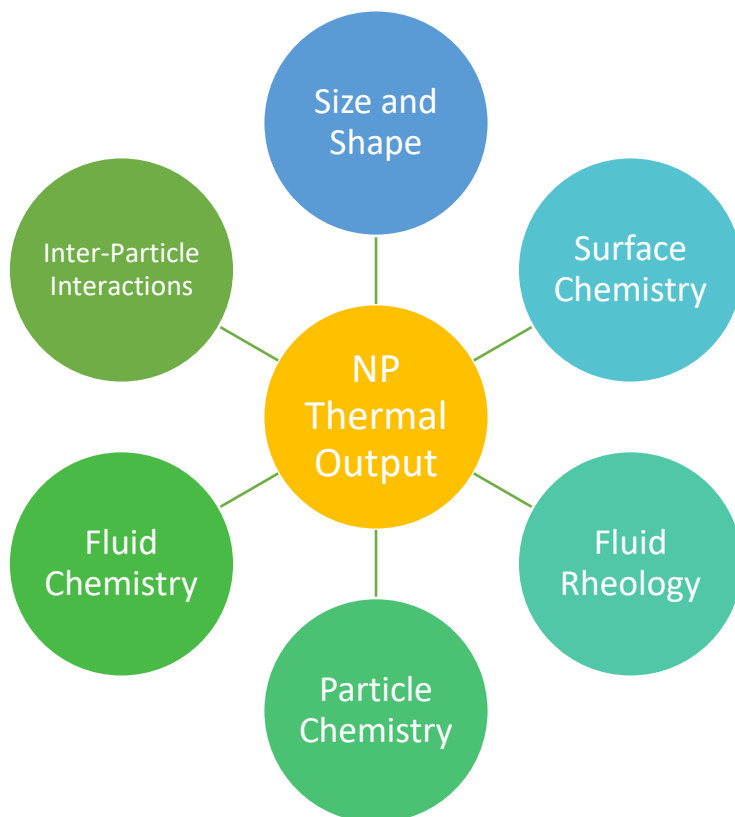 Size and
Shape
Surface
Chemistry
Fluid
Rheology
Particle
Chemistry
Fluid
Chemistry
Inter-Particle
Interactions
NP
Thermal
Output